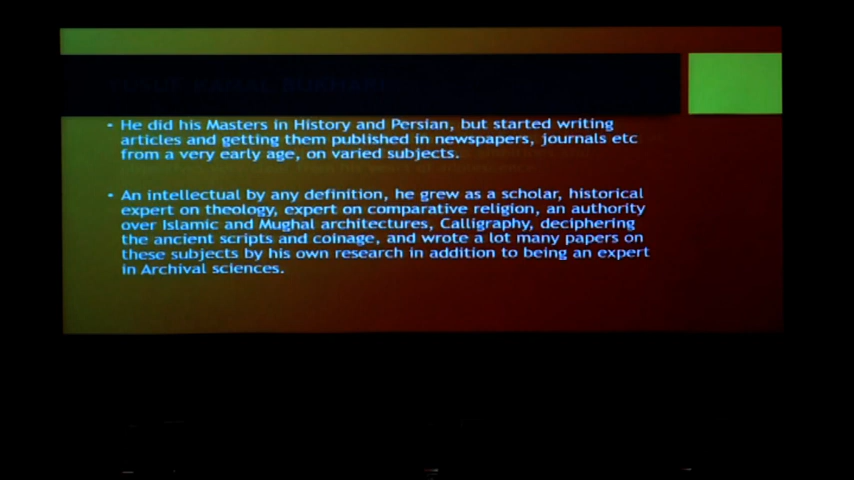 • He did his Masters in History and Persian, but started writing
articles and getting them published in newspapers, journals etc
from a very early age, on varied subjects.
• An intellectual by any definition, he grew as a scholar, historical
expert on theology, expert on comparative religion, an authority
over Islamic and Mughal architectures, Calligraphy, deciphering
the ancient scripts and coinage, and wrote a lot many papers on
these subjects by his own research in addition to being an expert
in Archival sciences.